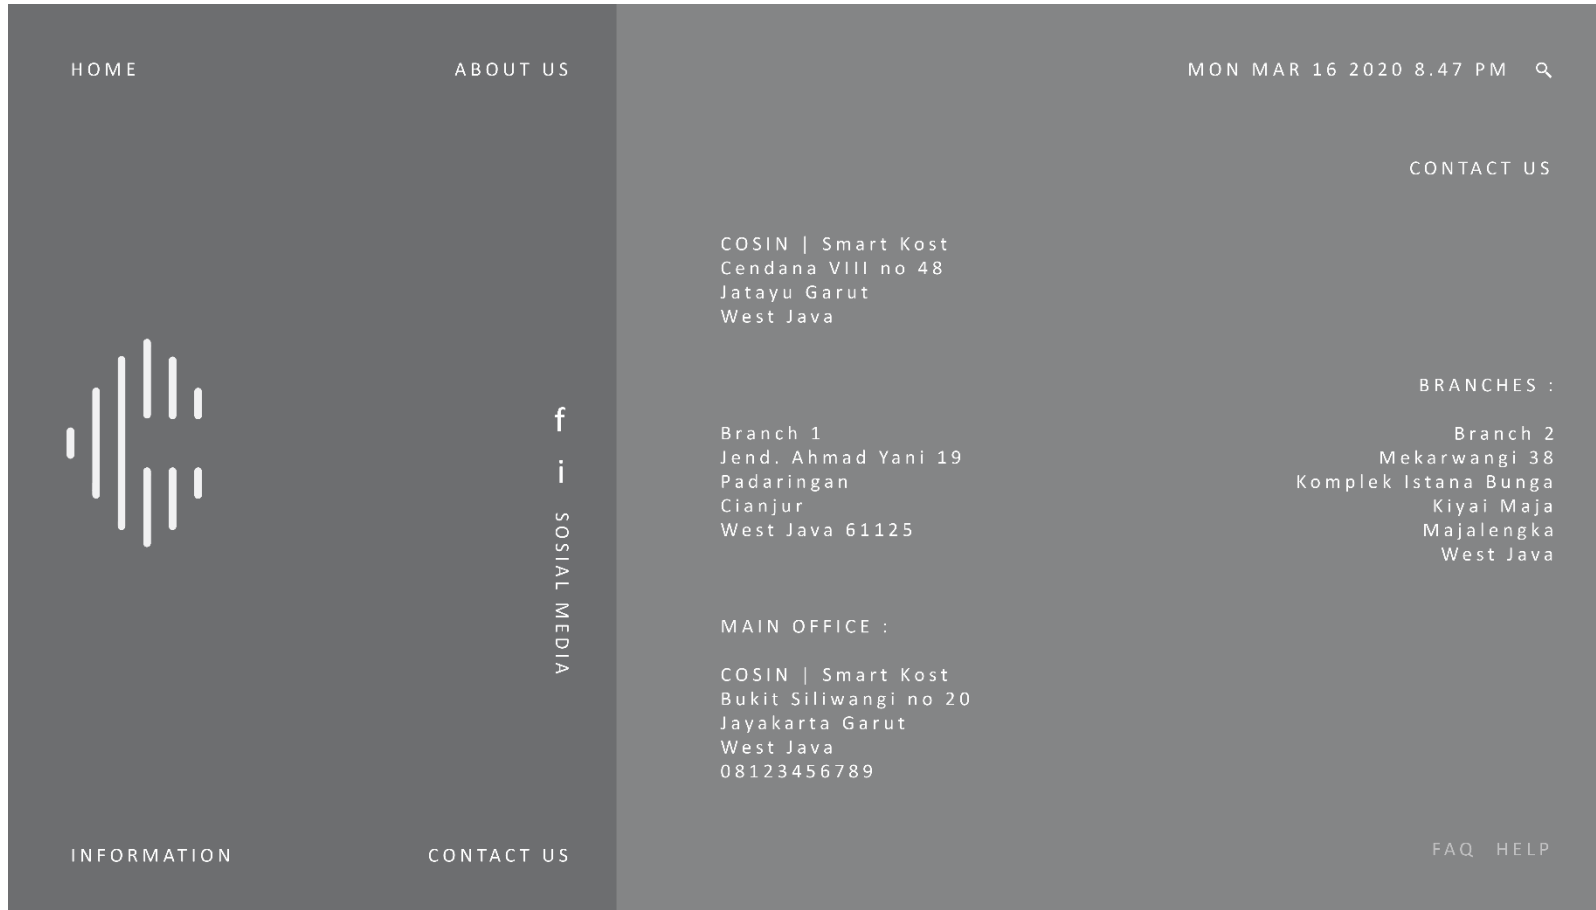 HOME
ABOUT US
MON MAR 16 2020 8.47 PM
CONTACT US
COSIN | Smart Kost
Cendana VIII no 48
Jatayu Garut
West Java
BRANCHES :
Branch 1
Jend. Ahmad Yani 19
Padaringan
Cianjur
West Java 61125
Branch 2
Mekarwangi 38
Komplek Istana Bunga
Kiyai Maja
Majalengka
West Java
f
i
SOSIAL MEDIA
MAIN OFFICE :
COSIN | Smart Kost
Bukit Siliwangi no 20
Jayakarta Garut
West Java
08123456789
INFORMATION
CONTACT US
FAQ HELP